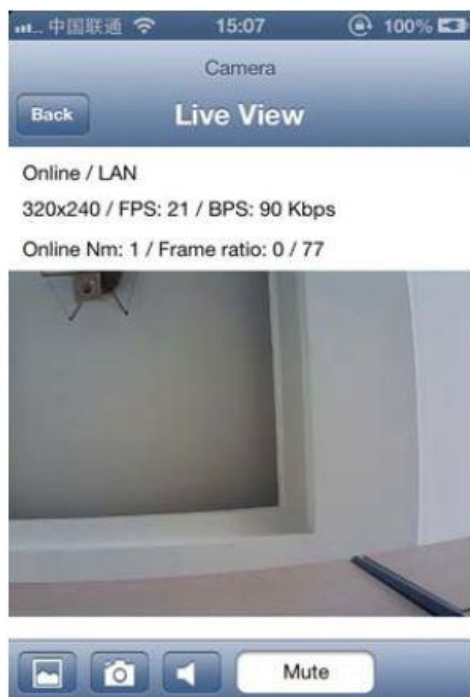 中国联通 15:07 100%
Camera
Back Live View
Online / LAN
320x240 / FPS: 21 / BPS: 90 Kbps
Online Nm: 1 / Frame ratio: 0 / 77
Mute